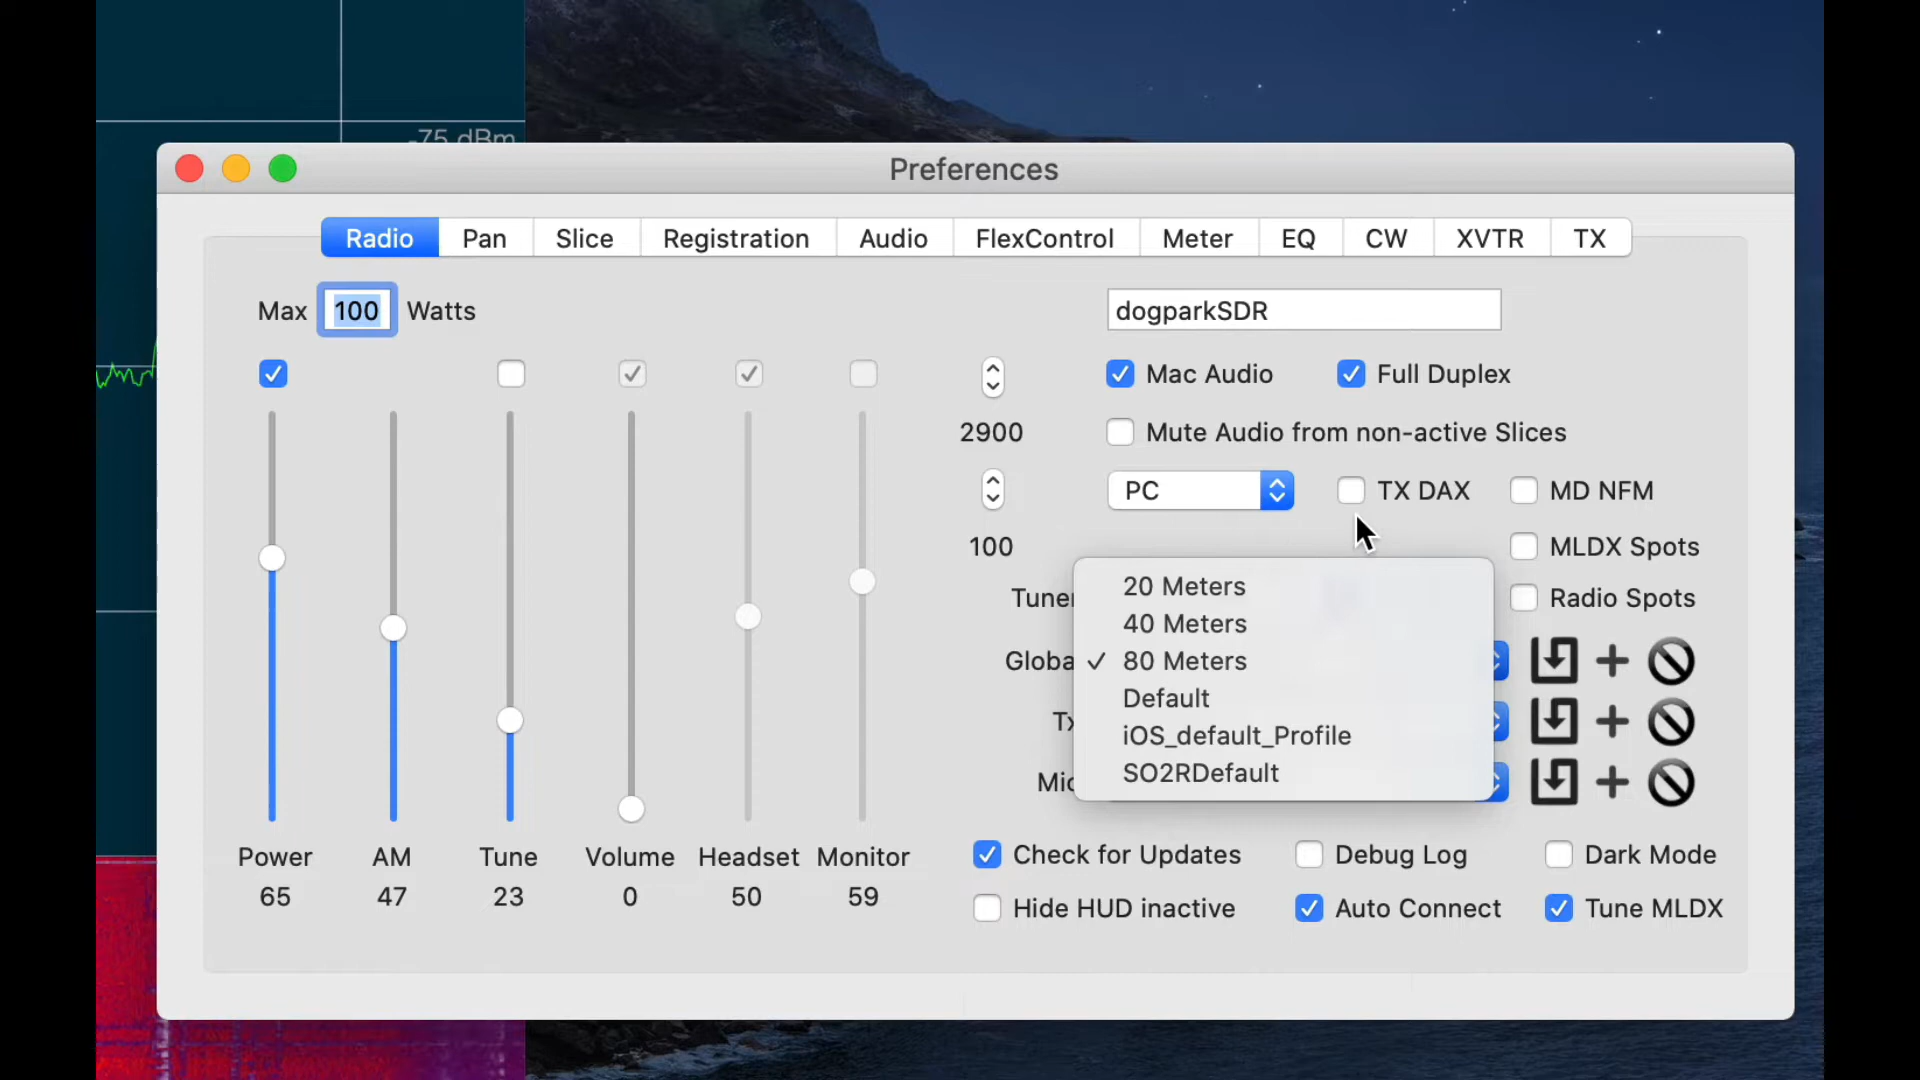 -75 dBm
Preferences
Radio Pan Slice Registration Audio FlexControl Meter EQ CW XVTR TX
Max 100 Watts dogparkSDR
Mac Audio Full Duplex
2900 Mute Audio from non-active Slices
PC TX DAX MD NFM
100 MLDX Spots
20 Meters
Tuner Radio Spots
40 Meters
Globa 80 Meters
Default
Tx iOS_default_Profile
Mic SO2RDefault
Power AM Tune Volume Headset Monitor Check for Updates Debug Log Dark Mode
65 47 23 0 50 59 Hide HUD inactive Auto Connect Tune MLDX